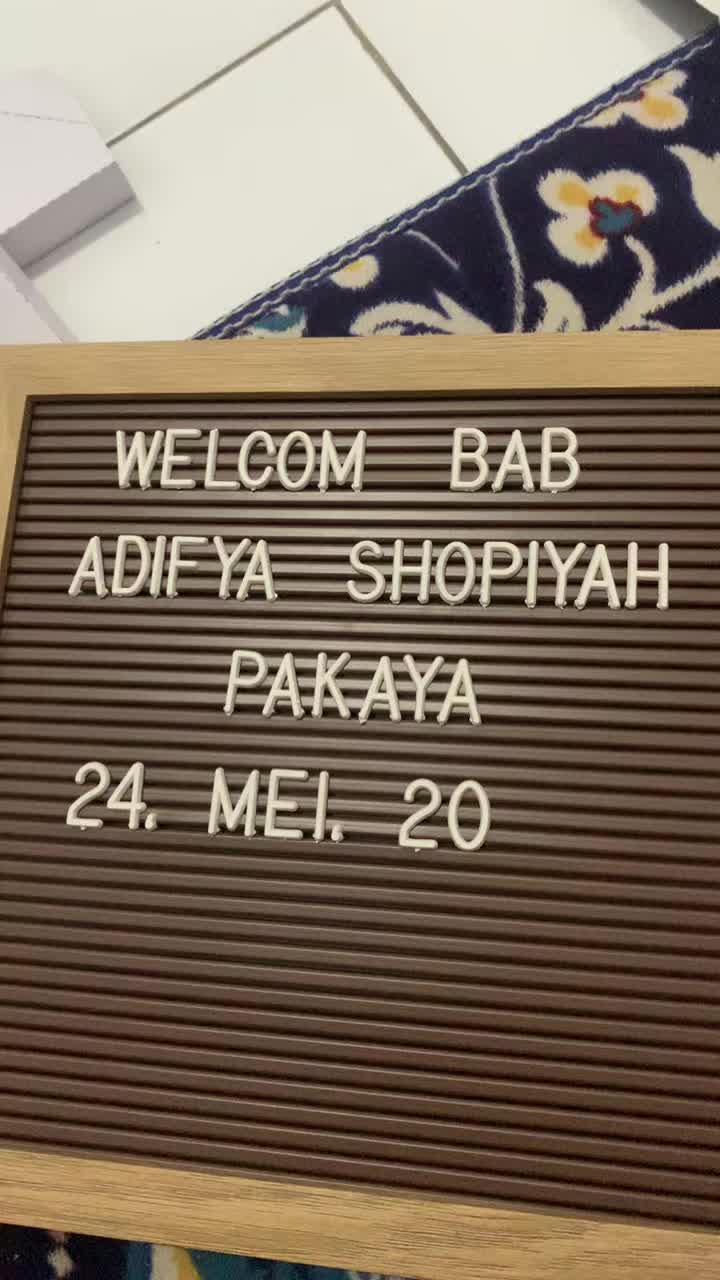 WELCOM BAB
ADIFYA SHOPIYAH
PAKAYA
24. MEI. 20